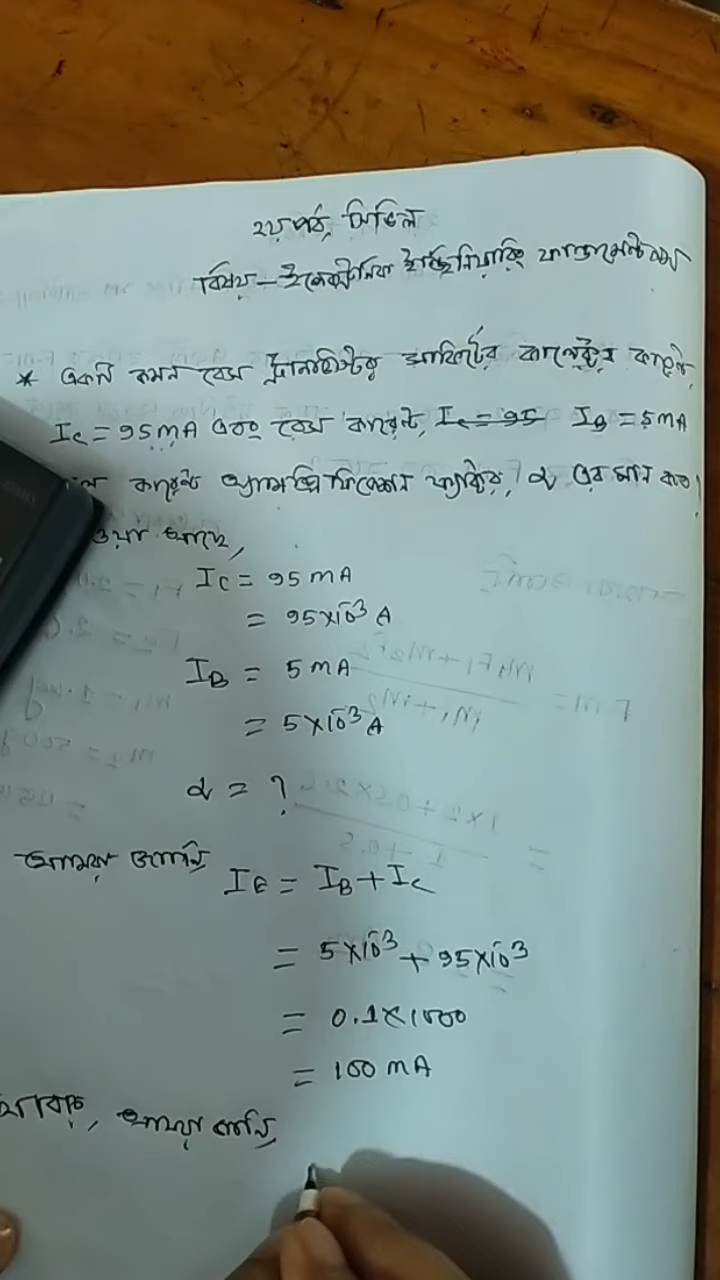 ২য় পর্ব, সিভিল
বিষয় - ইলেকট্রনিক্স ইঞ্জিনিয়ারিং ফান্ডামেন্টালস
* একটি কমন বেস ট্রানজিস্টর সার্কিটের কালেক্টর কারেন্ট,
Ic = 95mA এবং বেস কারেন্ট, Ic = 95 IB = 5mA
কারেন্ট অ্যামপ্লিফিকেশন ফ্যাক্টর, α এর মান কত।
আছে,
IC = 95 mA
= 95×10⁻³ A
IB = 5 mA
= 5×10⁻³ A
α = ?
আমরা জানি
IE = IB + IC
= 5×10⁻³ + 95×10⁻³
= 0.1×1000
= 100 mA
আবার, আমরা জানি